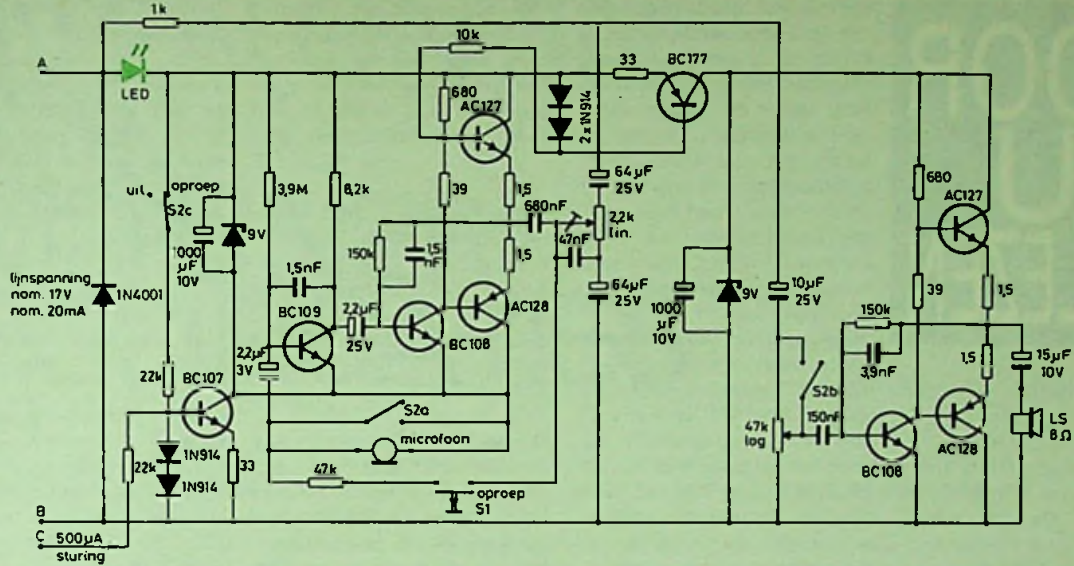 1k
10k
BC177
A
LED
33
2x1N914
680
AC127
64µF
25V
oproep
uit
S2c
9V
1000
µF
10V
3,9M
8,2k
39
1,5
680nF
2,2k
lin.
47nF
680
AC127
lijnspanning
nom. 17V
nom. 20mA
1N4001
1,5nF
150k
1,5
nF
1,5
64µF
25V
1000
µF
10V
9V
10µF
25V
39
1,5
BC109
2,2µF
25V
BC108
AC128
150k
3,9nF
1,5
15µF
10V
2,2µF
3V
22k
BC107
S2a
microfoon
S2b
47k
log
150nF
BC108
AC128
LS
8Ω
1N914
1N914
22k
33
47k
oproep
S1
B
C
500µA
sturing